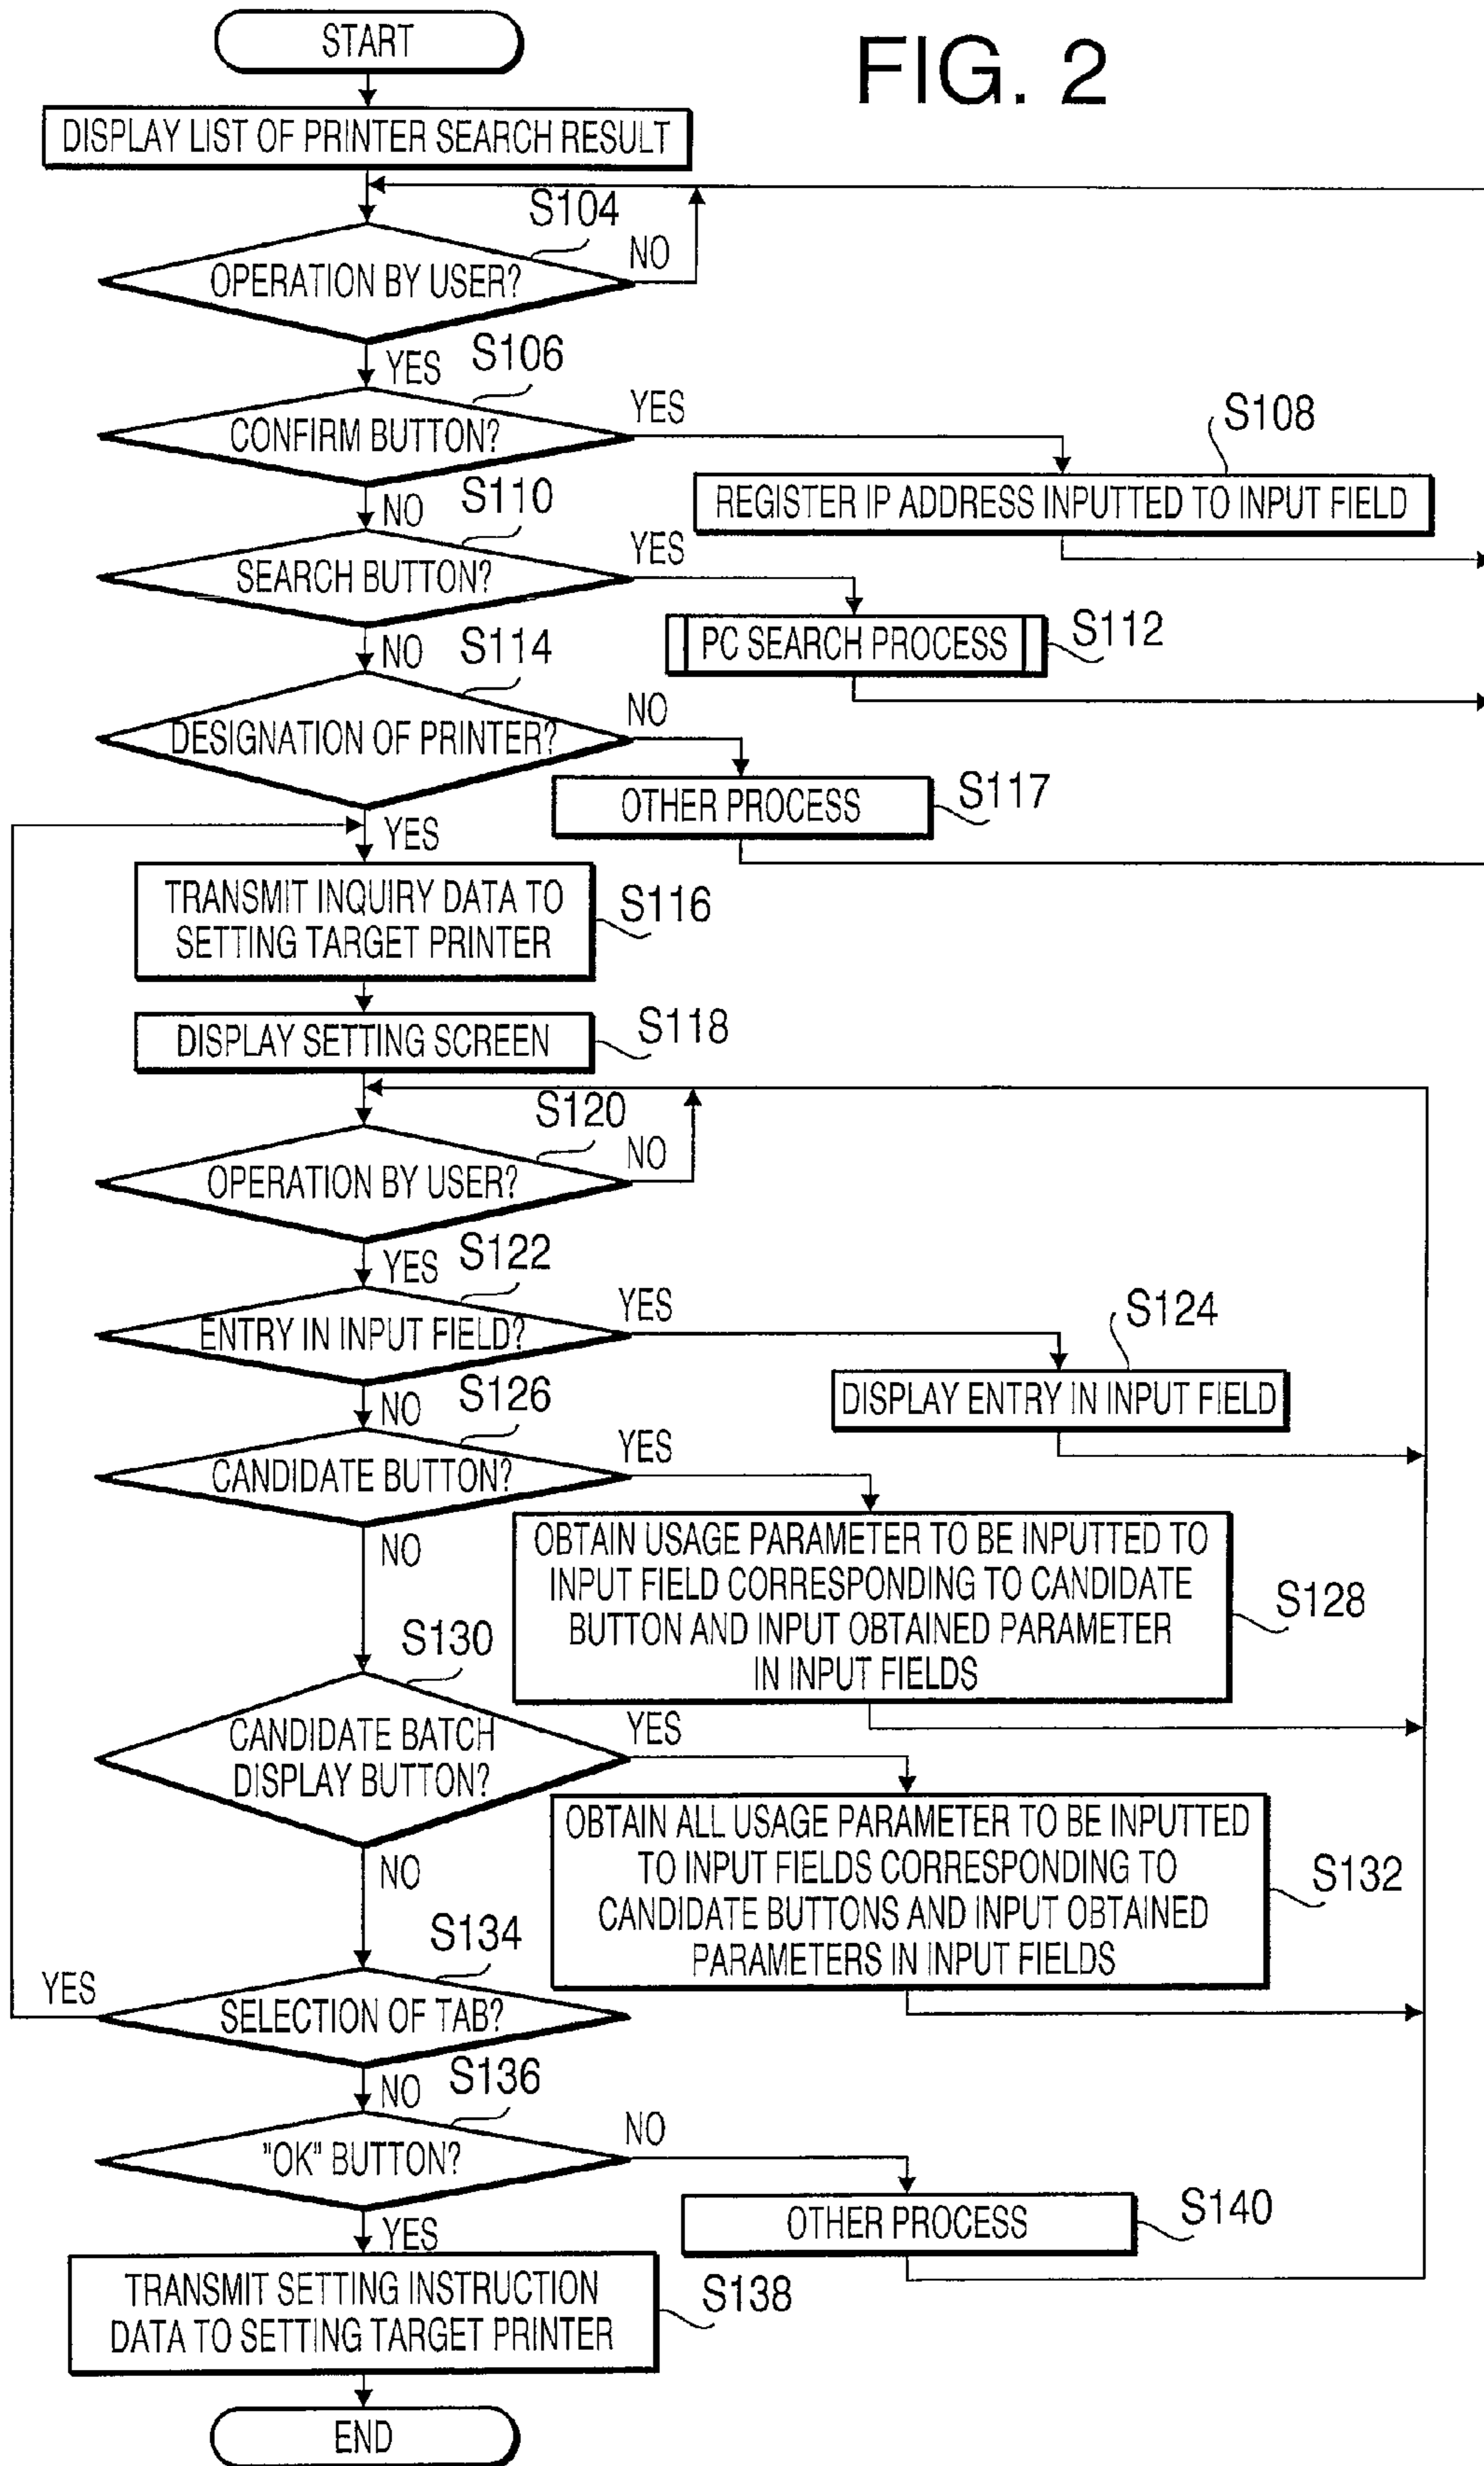 FIG. 2
START
DISPLAY LIST OF PRINTER SEARCH RESULT
S104
OPERATION BY USER?
NO
YES
S106
CONFIRM BUTTON?
YES
S108
REGISTER IP ADDRESS INPUTTED TO INPUT FIELD
NO
S110
SEARCH BUTTON?
YES
PC SEARCH PROCESS
S112
NO
S114
DESIGNATION OF PRINTER?
NO
OTHER PROCESS
S117
YES
TRANSMIT INQUIRY DATA TO
SETTING TARGET PRINTER
S116
DISPLAY SETTING SCREEN
S118
S120
OPERATION BY USER?
NO
YES
S122
ENTRY IN INPUT FIELD?
YES
S124
DISPLAY ENTRY IN INPUT FIELD
NO
S126
CANDIDATE BUTTON?
YES
OBTAIN USAGE PARAMETER TO BE INPUTTED TO
INPUT FIELD CORRESPONDING TO CANDIDATE
BUTTON AND INPUT OBTAINED PARAMETER
IN INPUT FIELDS
S128
NO
S130
CANDIDATE BATCH
DISPLAY BUTTON?
YES
OBTAIN ALL USAGE PARAMETER TO BE INPUTTED
TO INPUT FIELDS CORRESPONDING TO
CANDIDATE BUTTONS AND INPUT OBTAINED
PARAMETERS IN INPUT FIELDS
S132
NO
S134
SELECTION OF TAB?
YES
NO
S136
"OK" BUTTON?
NO
OTHER PROCESS
S140
YES
TRANSMIT SETTING INSTRUCTION
DATA TO SETTING TARGET PRINTER
S138
END